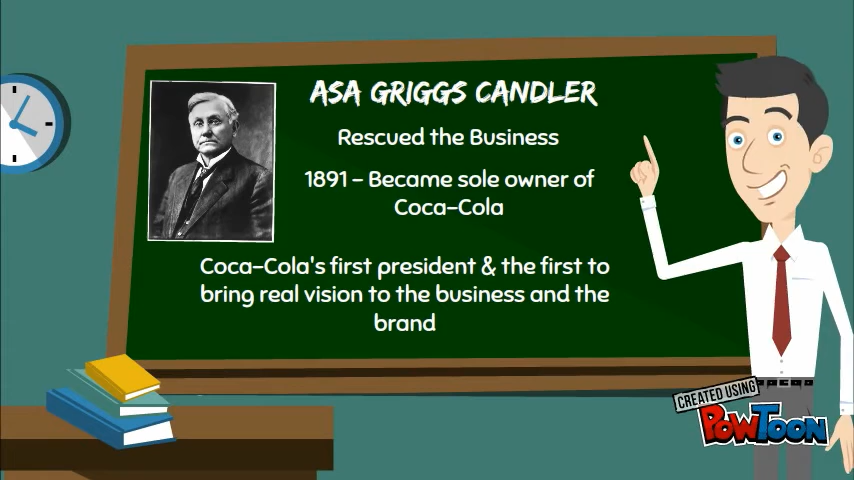 ASA GRIGGS CANDLER
Rescued the Business
1891 - Became sole owner of
Coca-Cola
Coca-Cola's first president & the first to
bring real vision to the business and the
brand
CREATED USING
POWTOON